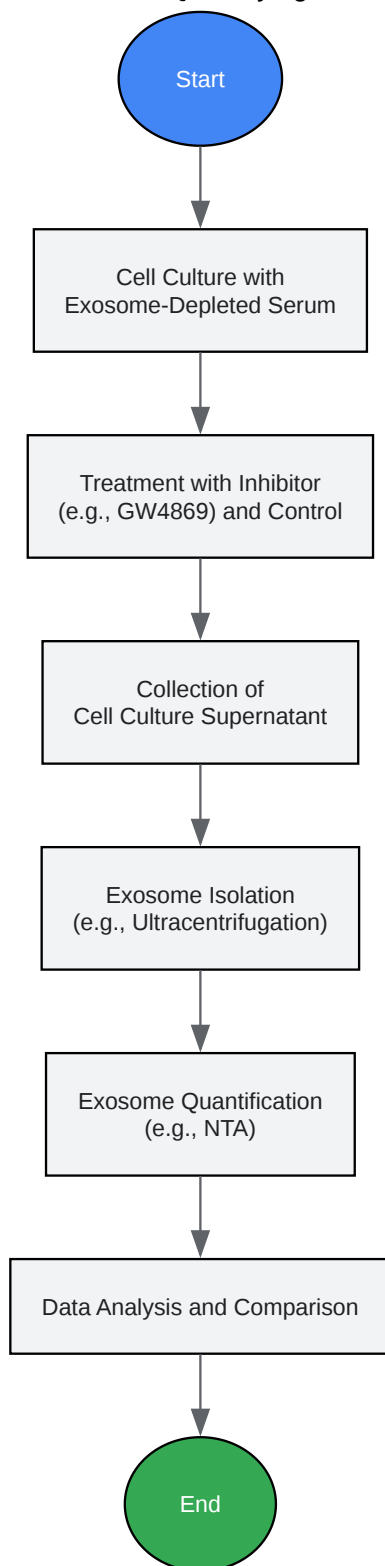 Start
Cell Culture with
Exosome-Depleted Serum
Treatment with Inhibitor
(e.g., GW4869) and Control
Collection of
Cell Culture Supernatant
Exosome Isolation
(e.g., Ultracentrifugation)
Exosome Quantification
(e.g., NTA)
Data Analysis and Comparison
End